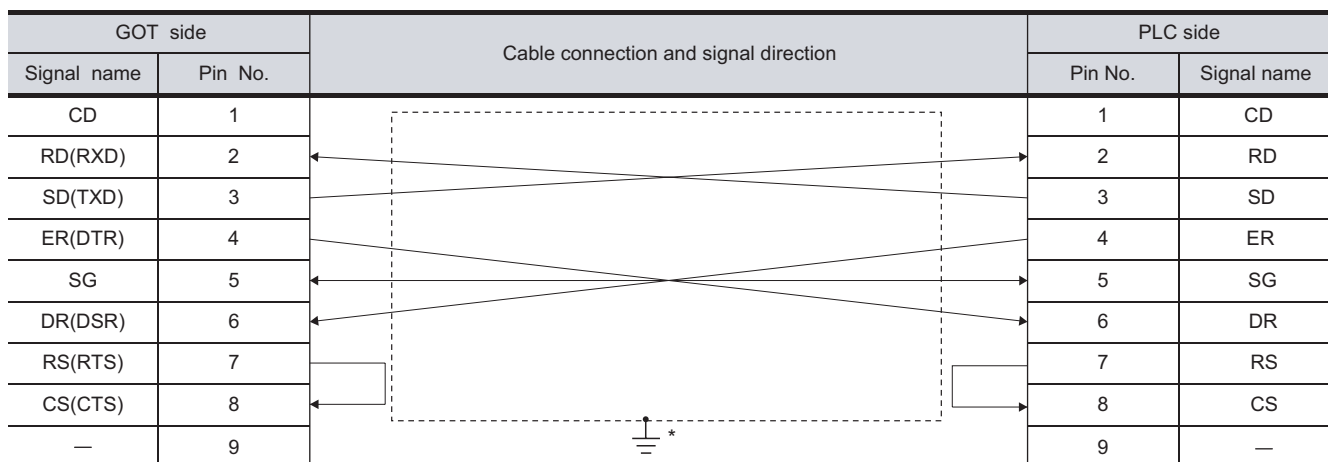 GOT side Cable connection and signal direction PLC side
Signal name Pin No. Pin No. Signal name
CD 1 1 CD
RD(RXD) 2 2 RD
SD(TXD) 3 3 SD
ER(DTR) 4 4 ER
SG 5 5 SG
DR(DSR) 6 6 DR
RS(RTS) 7 7 RS
CS(CTS) 8 8 CS
— 9 * 9 —